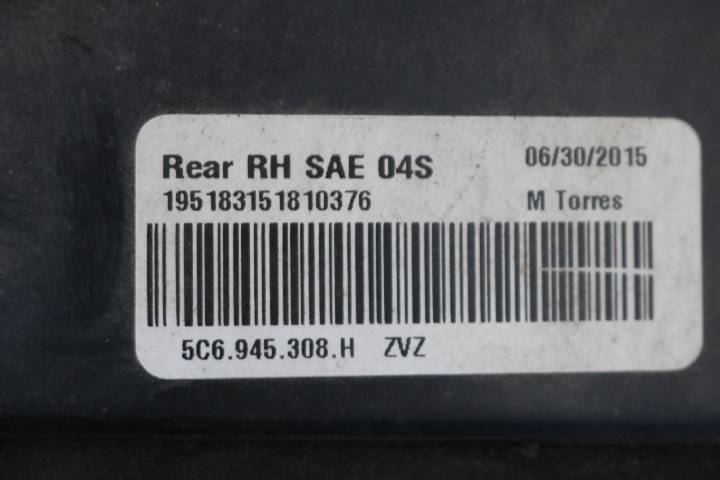 Rear RH SAE 04S 06/30/2015
195183151810376 M Torres
5C6.945.308.H ZVZ